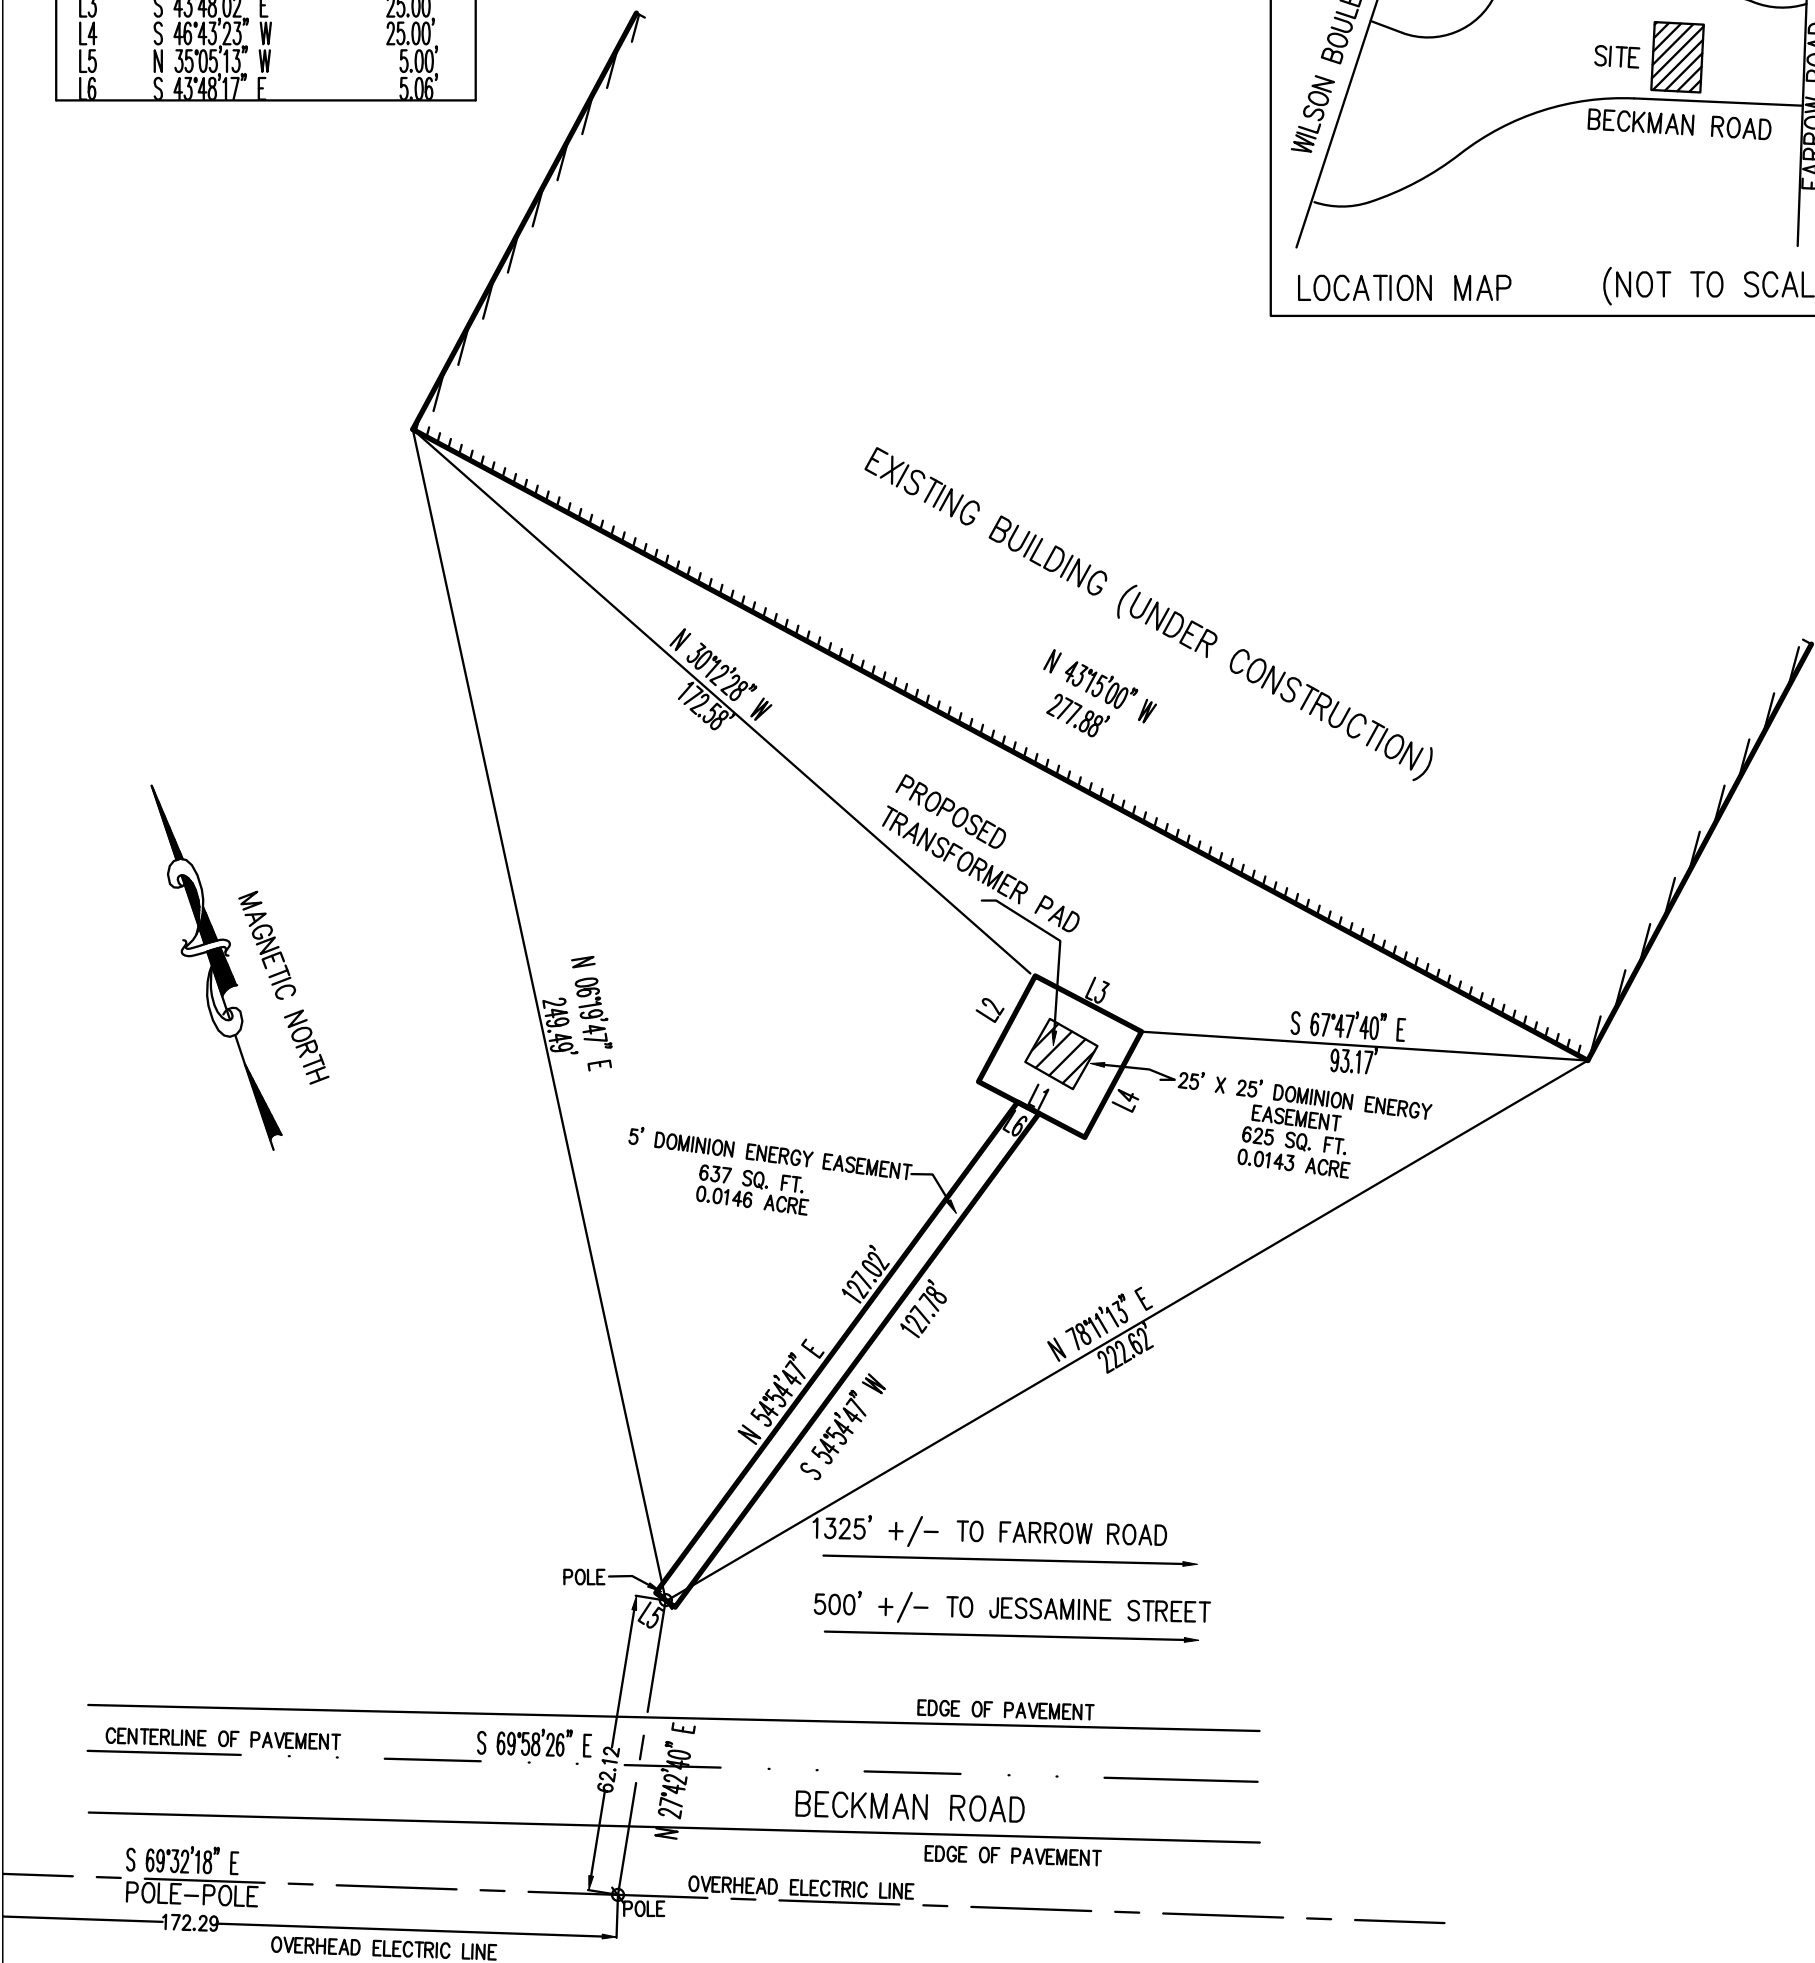 L3 S 43°48'02" E 25.00'
L4 S 46°43'23" W 25.00'
L5 N 35°05'13" W 5.00'
L6 S 43°48'17" E 5.06'
SITE
BECKMAN ROAD
LOCATION MAP (NOT TO
EXISTING BUILDING (UNDER CONSTRUCTION)
N 43°15'00" W
277.88'
N 30°12'28" W
172.58'
PROPOSED
TRANSFORMER PAD
MAGNETIC NORTH
N 06°19'47" E
249.49'
L2
L3
L1
L4
L6
S 67°47'40" E
93.17'
25' X 25' DOMINION ENERGY
EASEMENT
625 SQ. FT.
0.0143 ACRE
5' DOMINION ENERGY EASEMENT
637 SQ. FT.
0.0146 ACRE
127.02'
N 54°54'47" E
127.78'
S 54°54'47" W
N 78°11'13" E
222.62'
1325' +/- TO FARROW ROAD
500' +/- TO JESSAMINE STREET
POLE
L5
EDGE OF PAVEMENT
CENTERLINE OF PAVEMENT
S 69°58'26" E
62.12
N 27°42'40" E
BECKMAN ROAD
EDGE OF PAVEMENT
S 69°32'18" E
POLE-POLE
172.29
OVERHEAD ELECTRIC LINE
POLE
OVERHEAD ELECTRIC LINE
WILSON
FARROW ROAD